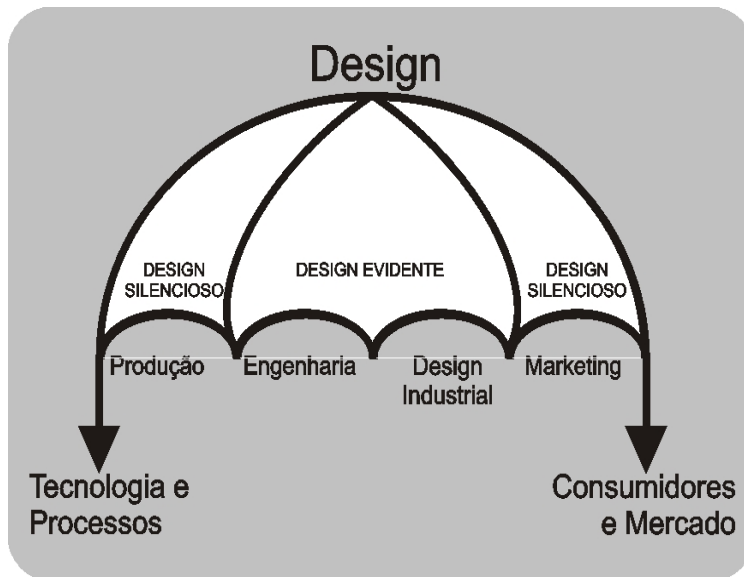 Design
DESIGN
SILENCIOSO
DESIGN EVIDENTE
DESIGN
SILENCIOSO
Produção
Engenharia
Design
Industrial
Marketing
Tecnologia e
Processos
Consumidores
e Mercado